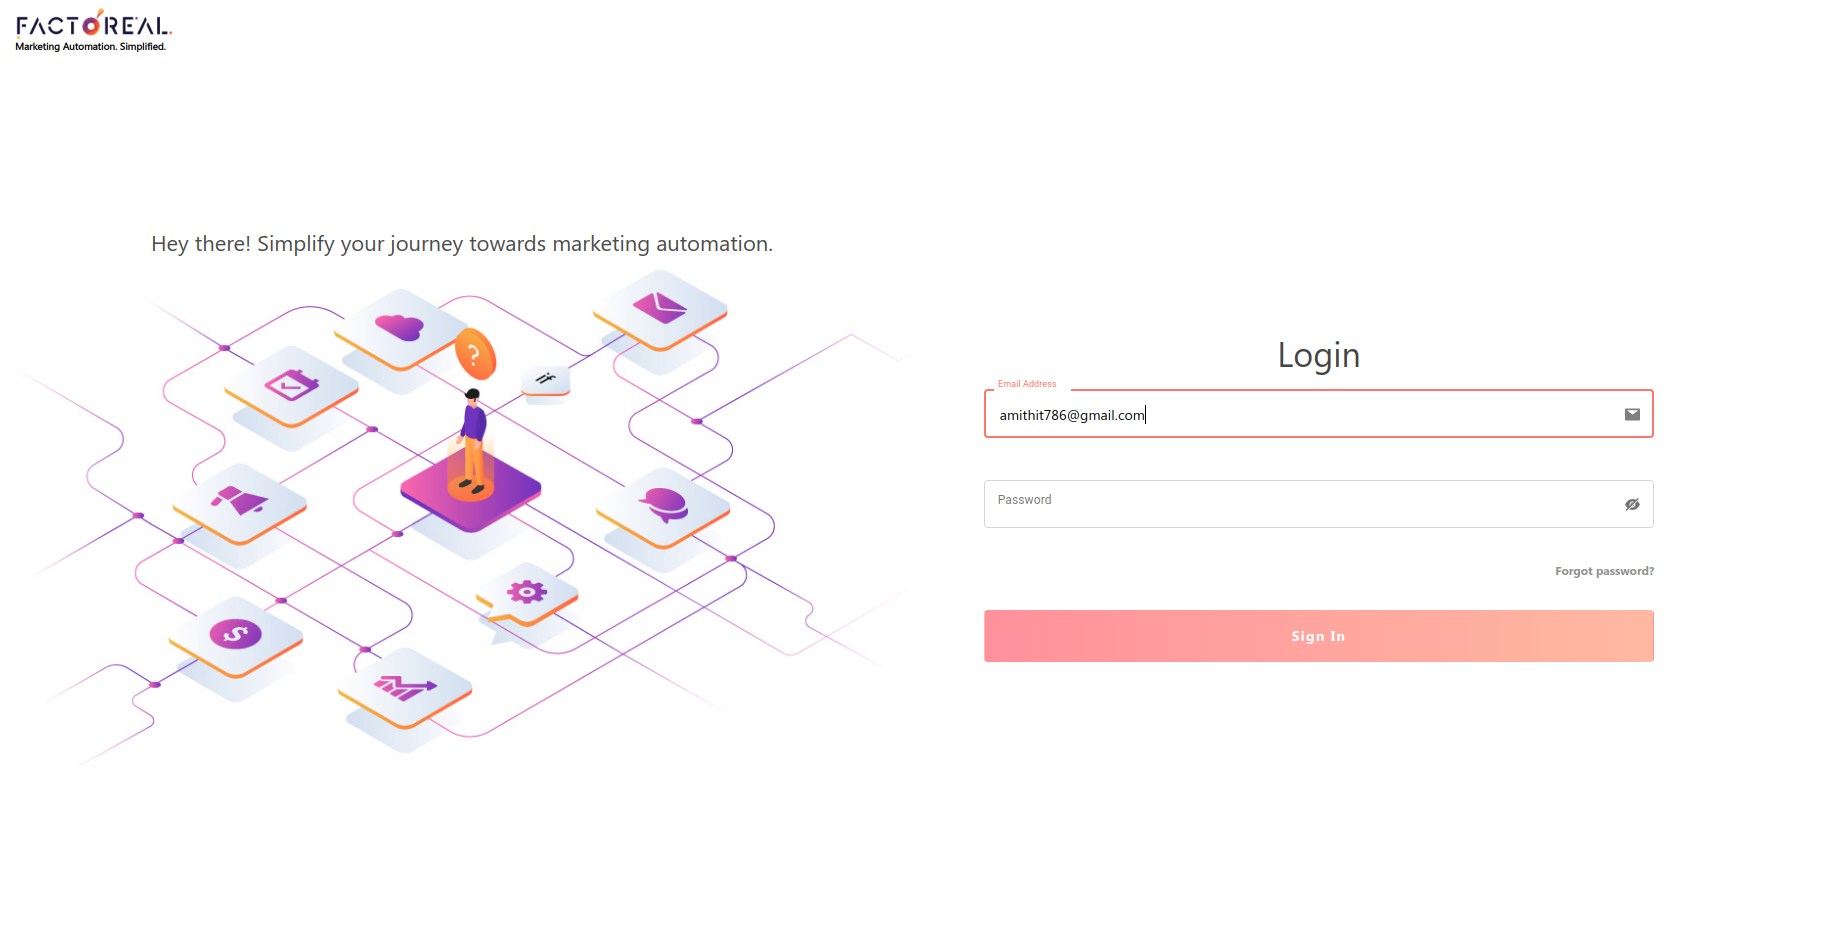 FACTOREAL.
Marketing Automation. Simplified.
Hey there! Simplify your journey towards marketing automation.
?
if
$
Login
Email Address
amithit786@gmail.com
Password
Forgot password?
Sign In